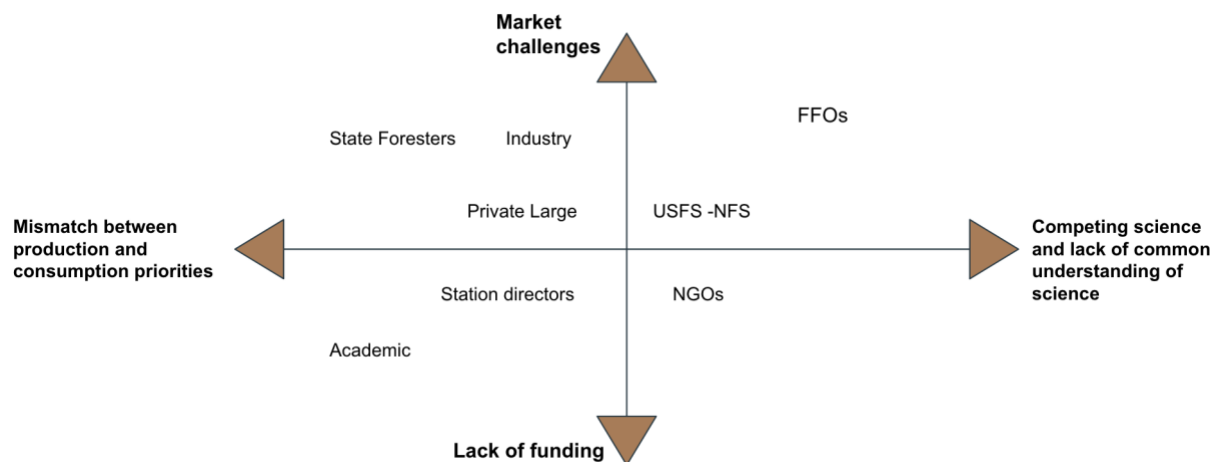 Market
challenges
FFOs
State Foresters
Industry
Private Large
USFS -NFS
Mismatch between
production and
consumption priorities
Competing science
and lack of common
understanding of
science
Station directors
NGOs
Academic
Lack of funding